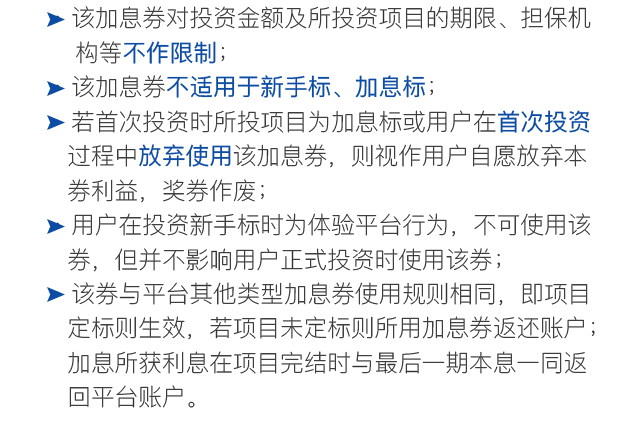 ➤ 该加息券对投资金额及所投资项目的期限、担保机
构等不作限制；
➤ 该加息券不适用于新手标、加息标；
➤ 若首次投资时所投项目为加息标或用户在首次投资
过程中放弃使用该加息券，则视作用户自愿放弃本
券利益，奖券作废；
➤ 用户在投资新手标时为体验平台行为，不可使用该
券，但并不影响用户正式投资时使用该券；
➤ 该券与平台其他类型加息券使用规则相同，即项目
定标则生效，若项目未定标则所用加息券返还账户；
加息所获利息在项目完结时与最后一期本息一同返
回平台账户。